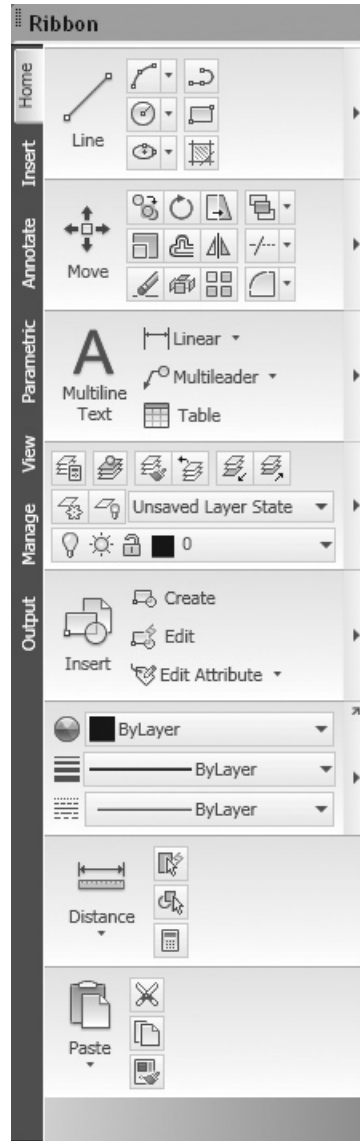 Ribbon
Home
Insert
Annotate
Parametric
View
Manage
Output
Line
Move
A
Multiline
Text
Linear
Multileader
Table
Unsaved Layer State
0
Insert
Create
Edit
Edit Attribute
ByLayer
ByLayer
ByLayer
Distance
Paste